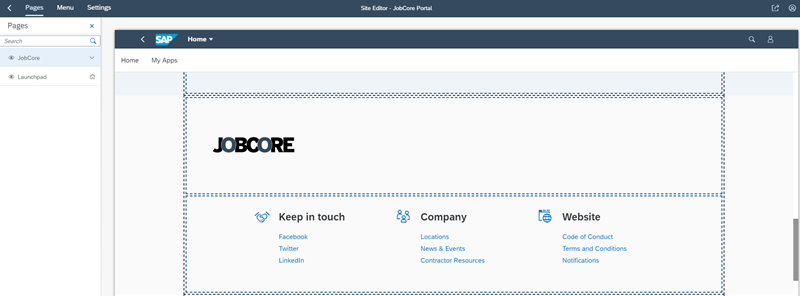 Pages Menu Settings Site Editor - JobCore Portal
Pages
Search
JobCore
Launchpad
SAP Home
Home My Apps
JOBCORE
Keep in touch
Facebook
Twitter
LinkedIn
Company
Locations
News & Events
Contractor Resources
Website
Code of Conduct
Terms and Conditions
Notifications